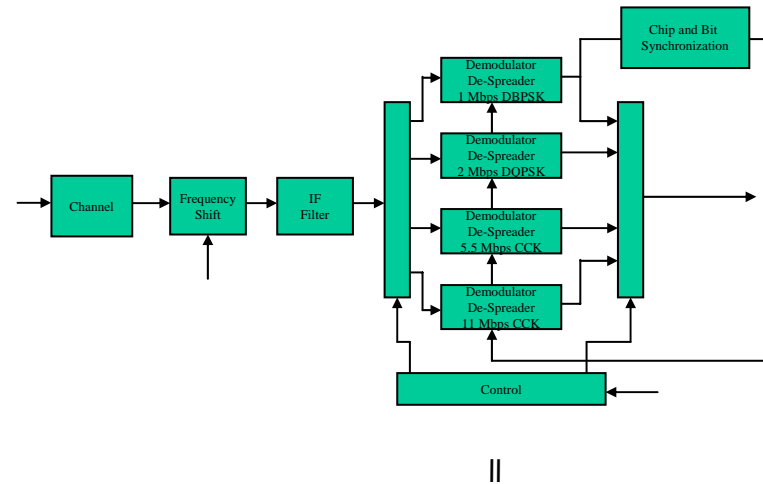 Chip and Bit
Synchronization
Demodulator
De-Spreader
1 Mbps DBPSK
Demodulator
De-Spreader
2 Mbps DQPSK
Channel
Frequency
Shift
IF
Filter
Demodulator
De-Spreader
5.5 Mbps CCK
Demodulator
De-Spreader
11 Mbps CCK
Control